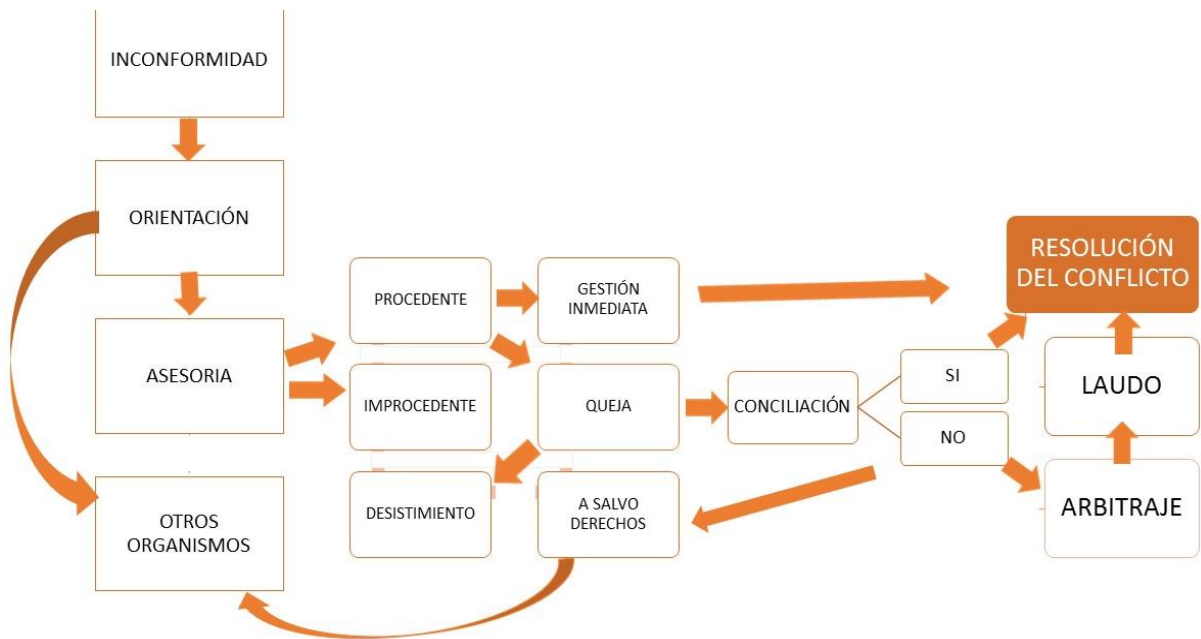 INCONFORMIDAD
ORIENTACIÓN
ASESORIA
OTROS
ORGANISMOS
PROCEDENTE
IMPROCEDENTE
DESISTIMIENTO
GESTIÓN
INMEDIATA
QUEJA
A SALVO
DERECHOS
CONCILIACIÓN
SI
NO
RESOLUCIÓN
DEL CONFLICTO
LAUDO
ARBITRAJE